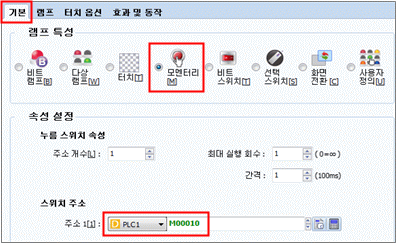 기본 램프 터치 옵션 효과 및 동작
램프 특성
비트 램프[B] 다상 램프[W] 터치[T] 모멘터리 [M] 비트 스위치[I] 선택 스위치[S] 화면 전환 [C] 사용자 정의[U]
속성 설정
누름 스위치 속성
주소 개수[L] : 1 최대 실행 회수 : 1 (0=∞)
간격 : 1 (100ms)
스위치 주소
주소 1[1] : PLC1 M00010